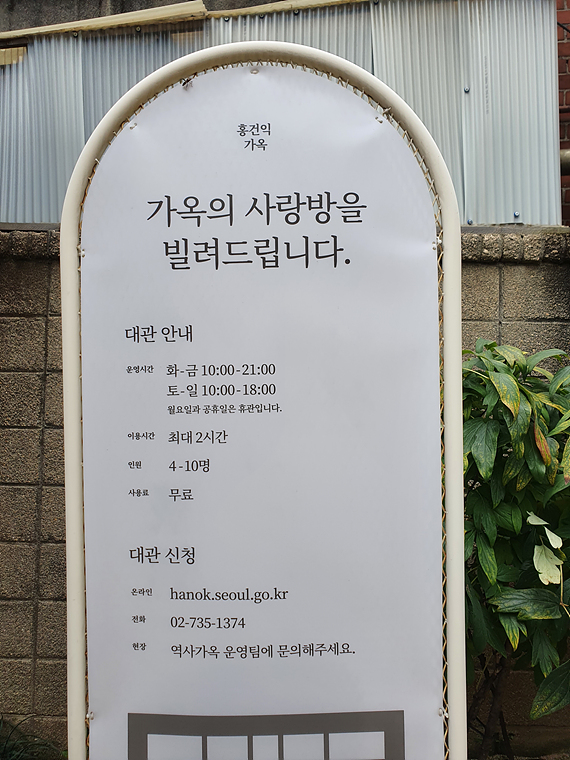 홍건익
가옥
가옥의 사랑방을
빌려드립니다.
대관 안내
운영시간 화-금 10:00-21:00
토-일 10:00-18:00
월요일과 공휴일은 휴관입니다.
이용시간 최대 2시간
인원 4-10명
사용료 무료
대관 신청
온라인 hanok.seoul.go.kr
전화 02-735-1374
현장 역사가옥 운영팀에 문의해주세요.